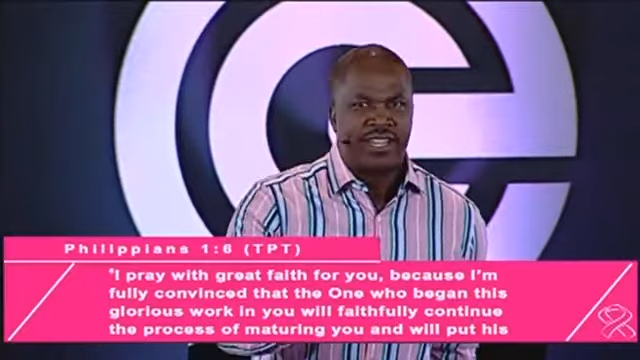 Philippians 1:6 (TPT)
"I pray with great faith for you, because I'm
fully convinced that the One who began this
glorious work in you will faithfully continue
the process of maturing you and will put his